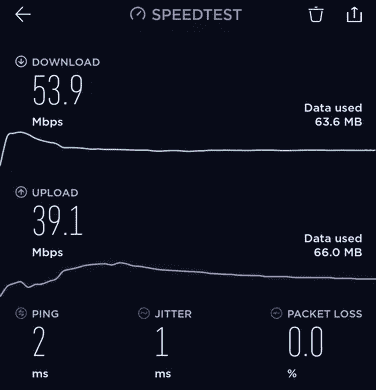 SPEEDTEST
DOWNLOAD
53.9
Mbps
Data used
63.6 MB
UPLOAD
39.1
Mbps
Data used
66.0 MB
PING
2
ms
JITTER
1
ms
PACKET LOSS
0.0
%